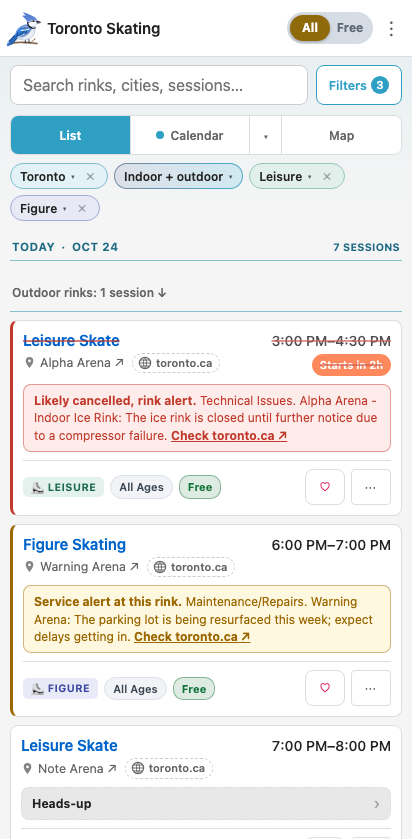 Toronto Skating
All Free
Search rinks, cities, sessions...
Filters 3
List Calendar Map
Toronto Indoor + outdoor Leisure
Figure
TODAY · OCT 24 7 SESSIONS
Outdoor rinks: 1 session ↓
Leisure Skate 3:00 PM–4:30 PM
Alpha Arena ↗ toronto.ca Starts in 2h
Likely cancelled, rink alert. Technical Issues. Alpha Arena -
Indoor Ice Rink: The ice rink is closed until further notice due
to a compressor failure. Check toronto.ca ↗
LEISURE All Ages Free
Figure Skating 6:00 PM–7:00 PM
Warning Arena ↗ toronto.ca
Service alert at this rink. Maintenance/Repairs. Warning
Arena: The parking lot is being resurfaced this week; expect
delays getting in. Check toronto.ca ↗
FIGURE All Ages Free
Leisure Skate 7:00 PM–8:00 PM
Note Arena ↗ toronto.ca
Heads-up